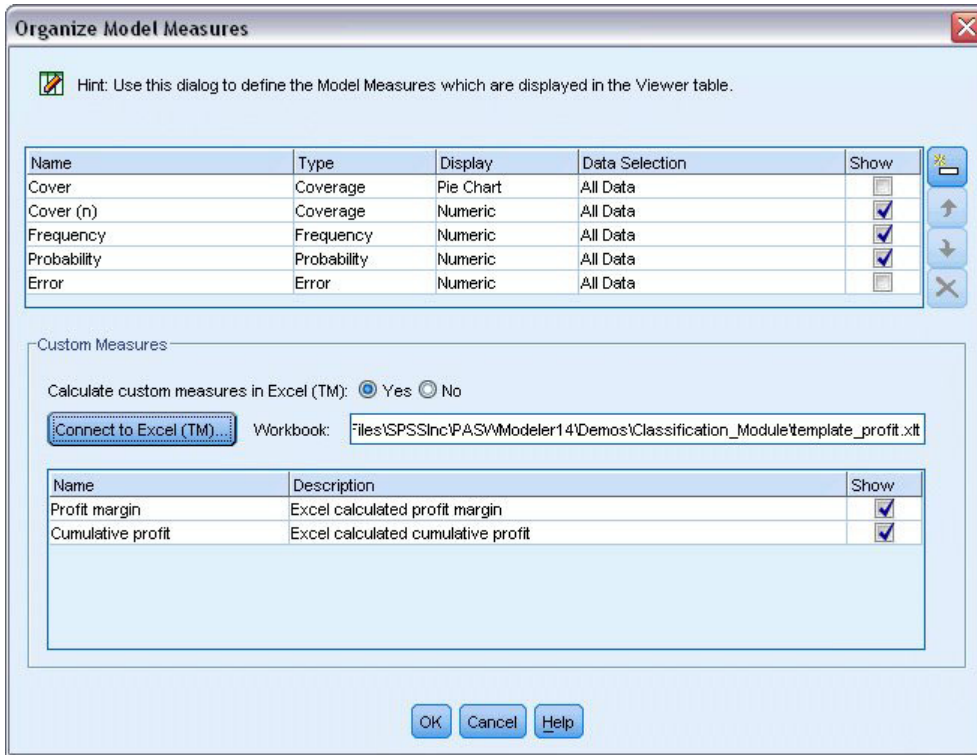 Organize Model Measures
Hint: Use this dialog to define the Model Measures which are displayed in the Viewer table.
Name Type Display Data Selection Show
Cover Coverage Pie Chart All Data
Cover (n) Coverage Numeric All Data
Frequency Frequency Numeric All Data
Probability Probability Numeric All Data
Error Error Numeric All Data
Custom Measures
Calculate custom measures in Excel (TM): Yes No
Connect to Excel (TM)... Workbook: Files\SPSSInc\PASWModeler14\Demos\Classification_Module\template_profit.xlt
Name Description Show
Profit margin Excel calculated profit margin
Cumulative profit Excel calculated cumulative profit
OK Cancel Help